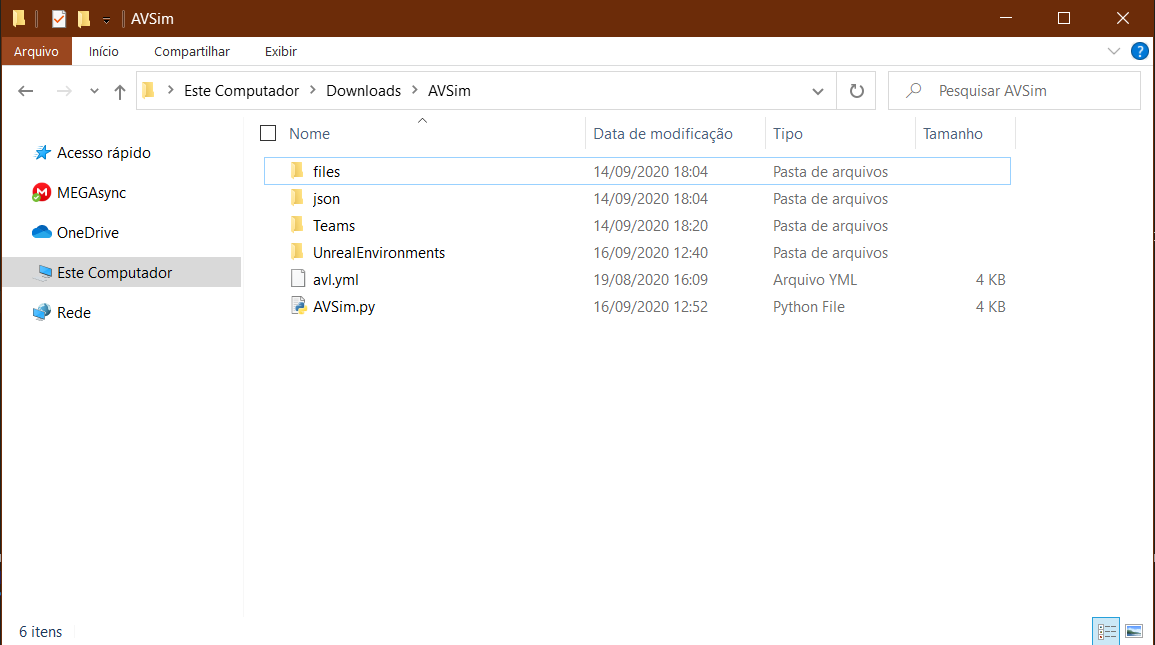 AVSim
Arquivo Início Compartilhar Exibir ?
Este Computador > Downloads > AVSim Pesquisar AVSim
Acesso rápido
MEGAsync
OneDrive
Este Computador
Rede
Nome Data de modificação Tipo Tamanho
files 14/09/2020 18:04 Pasta de arquivos
json 14/09/2020 18:04 Pasta de arquivos
Teams 14/09/2020 18:20 Pasta de arquivos
UnrealEnvironments 16/09/2020 12:40 Pasta de arquivos
avl.yml 19/08/2020 16:09 Arquivo YML 4 KB
AVSim.py 16/09/2020 12:52 Python File 4 KB
6 itens